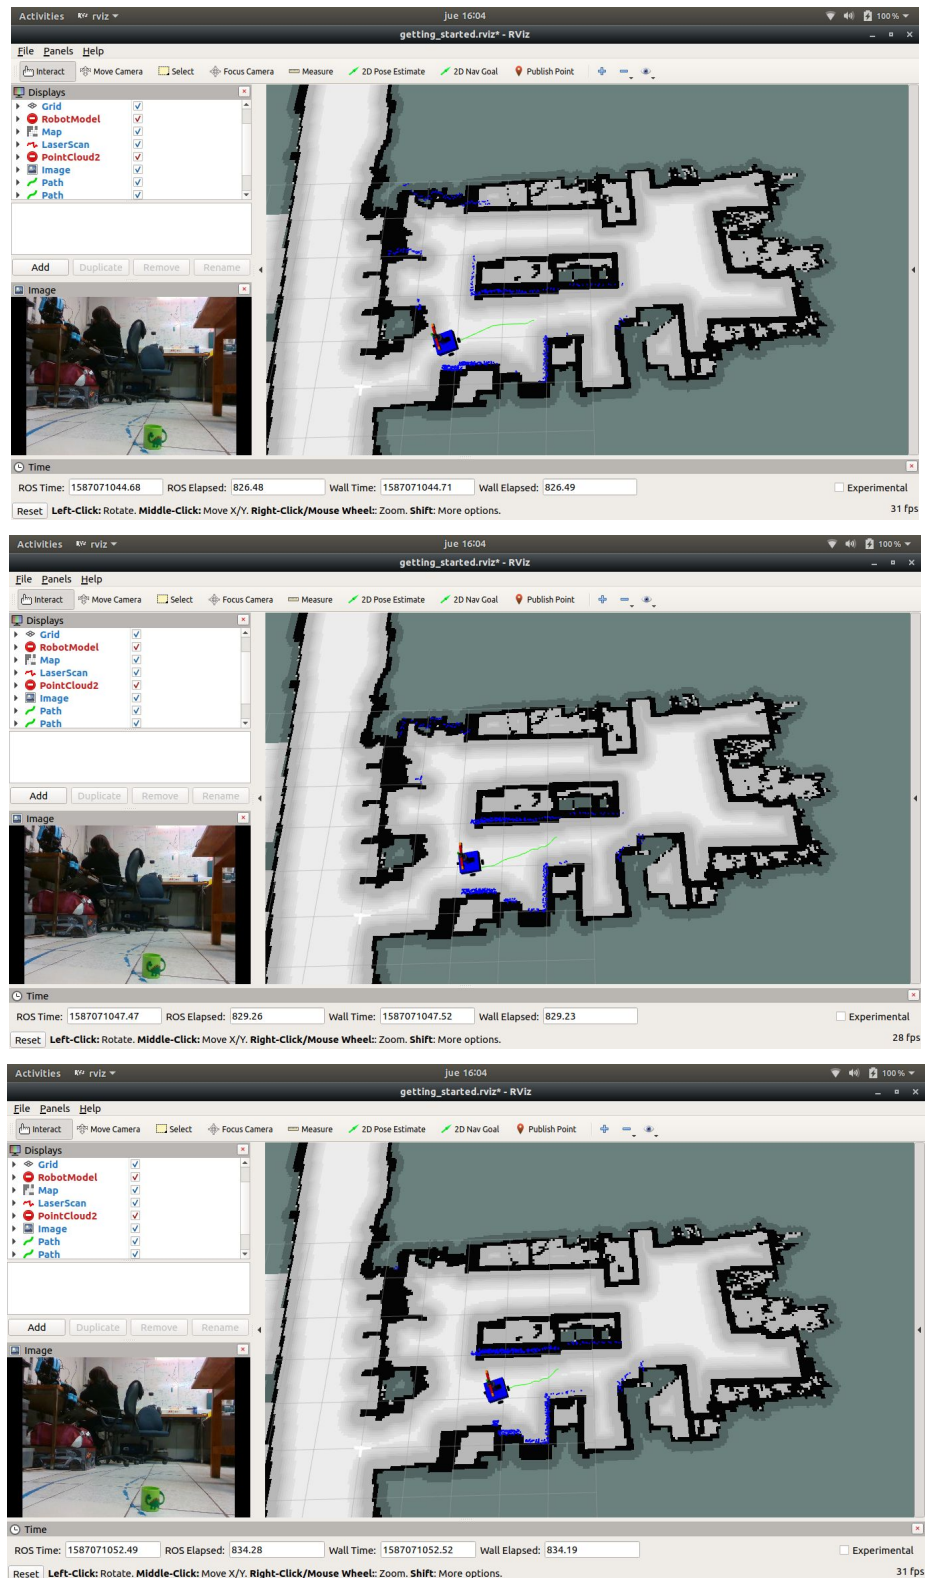 Activities rviz jue 16:04 100 %
getting_started.rviz* - RViz
File Panels Help
Interact Move Camera Select Focus Camera Measure 2D Pose Estimate 2D Nav Goal Publish Point
Displays
Grid
RobotModel
Map
LaserScan
PointCloud2
Image
Path
Path
Add Duplicate Remove Rename
Image
Time
ROS Time: 1587071044.68 ROS Elapsed: 826.48 Wall Time: 1587071044.71 Wall Elapsed: 826.49 Experimental
Reset Left-Click: Rotate. Middle-Click: Move X/Y. Right-Click/Mouse Wheel:: Zoom. Shift: More options. 31 fps
Activities rviz jue 16:04 100 %
getting_started.rviz* - RViz
File Panels Help
Interact Move Camera Select Focus Camera Measure 2D Pose Estimate 2D Nav Goal Publish Point
Displays
Grid
RobotModel
Map
LaserScan
PointCloud2
Image
Path
Path
Add Duplicate Remove Rename
Image
Time
ROS Time: 1587071047.47 ROS Elapsed: 829.26 Wall Time: 1587071047.52 Wall Elapsed: 829.23 Experimental
Reset Left-Click: Rotate. Middle-Click: Move X/Y. Right-Click/Mouse Wheel:: Zoom. Shift: More options. 28 fps
Activities rviz jue 16:04 100 %
getting_started.rviz* - RViz
File Panels Help
Interact Move Camera Select Focus Camera Measure 2D Pose Estimate 2D Nav Goal Publish Point
Displays
Grid
RobotModel
Map
LaserScan
PointCloud2
Image
Path
Path
Add Duplicate Remove Rename
Image
Time
ROS Time: 1587071052.49 ROS Elapsed: 834.28 Wall Time: 1587071052.52 Wall Elapsed: 834.19 Experimental
Reset Left-Click: Rotate. Middle-Click: Move X/Y. Right-Click/Mouse Wheel:: Zoom. Shift: More options. 31 fps